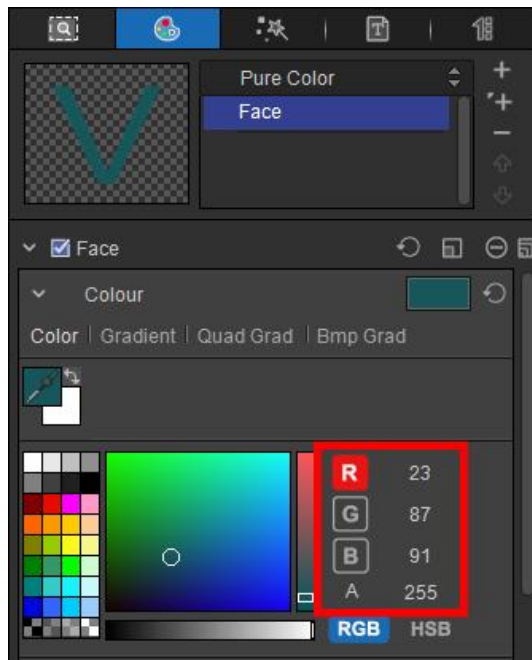 Pure Color
Face
V
Face
Colour
Color | Gradient | Quad Grad | Bmp Grad
R 23
G 87
B 91
A 255
RGB HSB